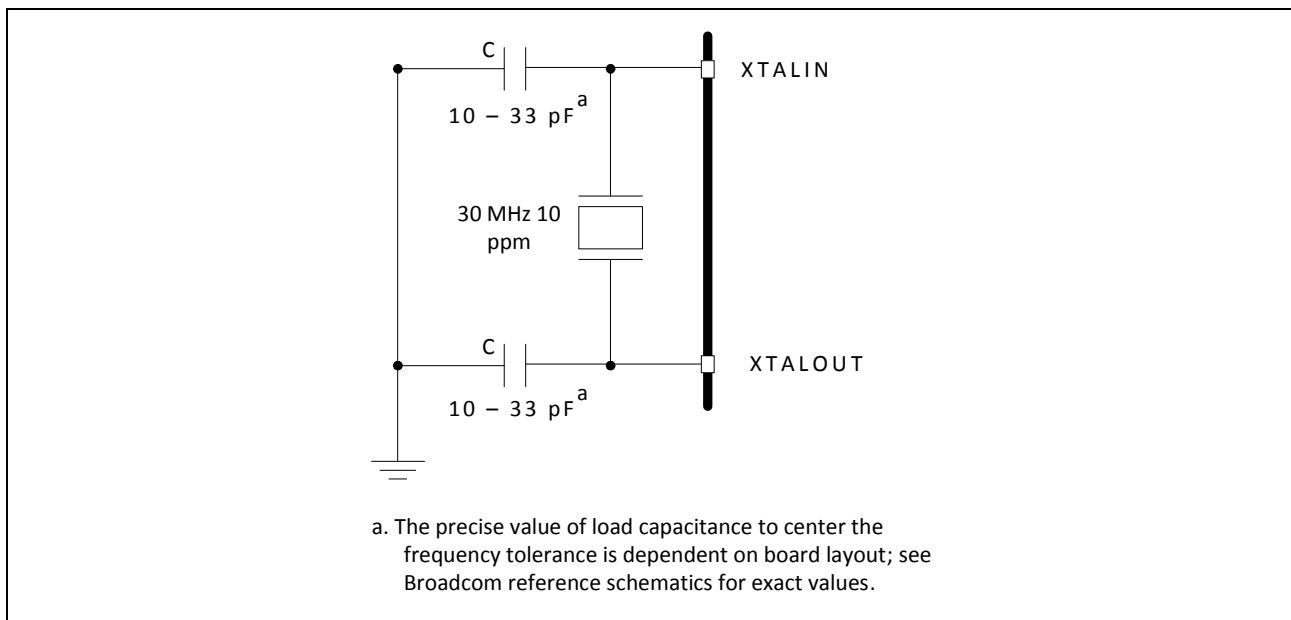 C
XTALIN
10 – 33 pF a
30 MHz 10
ppm
C
XTALOUT
10 – 33 pF a
a. The precise value of load capacitance to center the
frequency tolerance is dependent on board layout; see
Broadcom reference schematics for exact values.